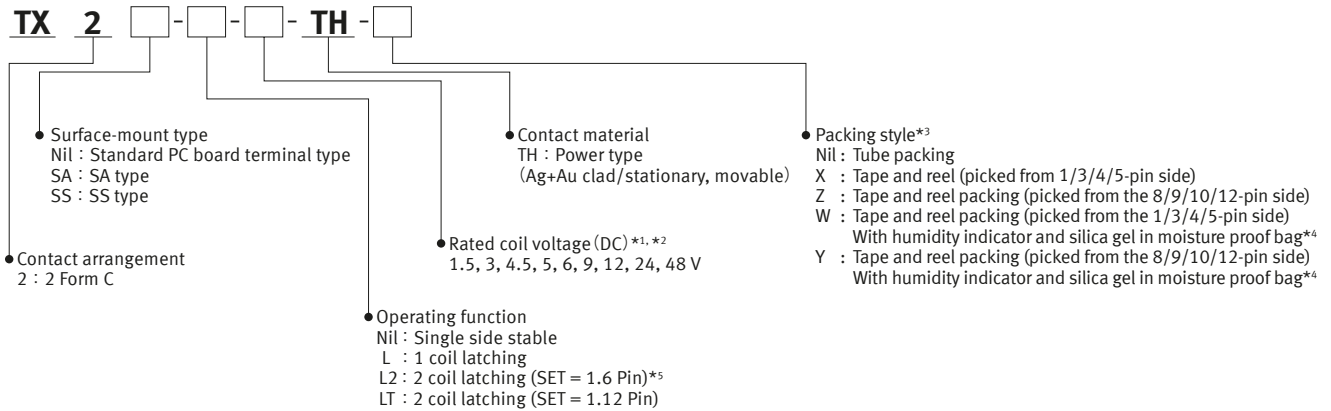 TX 2 - - - TH -
Surface-mount type
Nil : Standard PC board terminal type
SA : SA type
SS : SS type
Contact material
TH : Power type
(Ag+Au clad/stationary, movable)
Packing style*3
Nil : Tube packing
X : Tape and reel (picked from 1/3/4/5-pin side)
Z : Tape and reel packing (picked from the 8/9/10/12-pin side)
W : Tape and reel packing (picked from the 1/3/4/5-pin side)
With humidity indicator and silica gel in moisture proof bag*4
Y : Tape and reel packing (picked from the 8/9/10/12-pin side)
With humidity indicator and silica gel in moisture proof bag*4
Rated coil voltage (DC) *1, *2
1.5, 3, 4.5, 5, 6, 9, 12, 24, 48 V
Contact arrangement
2 : 2 Form C
Operating function
Nil : Single side stable
L : 1 coil latching
L2 : 2 coil latching (SET = 1.6 Pin)*5
LT : 2 coil latching (SET = 1.12 Pin)